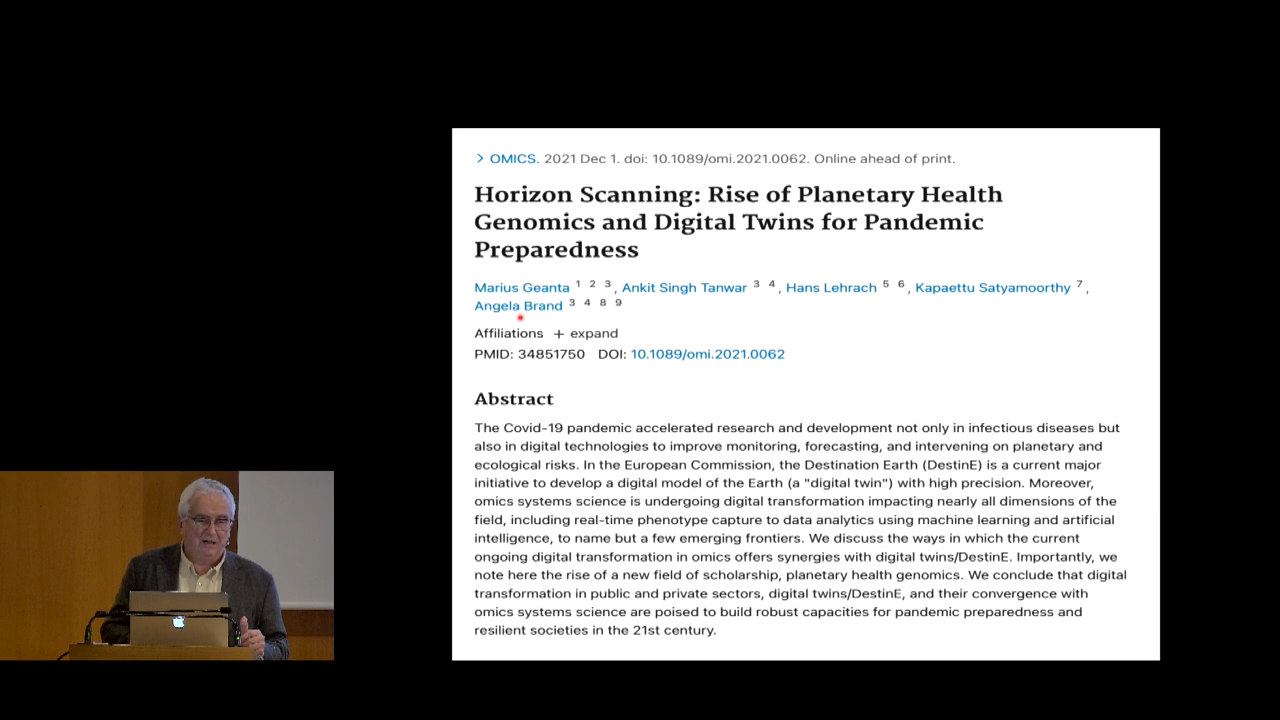 > OMICS. 2021 Dec 1. doi: 10.1089/omi.2021.0062. Online ahead of print.
Horizon Scanning: Rise of Planetary Health
Genomics and Digital Twins for Pandemic
Preparedness
Marius Geanta 1 2 3, Ankit Singh Tanwar 3 4, Hans Lehrach 5 6, Kapaettu Satyamoorthy 7,
Angela Brand 3 4 8 9
Affiliations + expand
PMID: 34851750 DOI: 10.1089/omi.2021.0062
Abstract
The Covid-19 pandemic accelerated research and development not only in infectious diseases but
also in digital technologies to improve monitoring, forecasting, and intervening on planetary and
ecological risks. In the European Commission, the Destination Earth (DestinE) is a current major
initiative to develop a digital model of the Earth (a "digital twin") with high precision. Moreover,
omics systems science is undergoing digital transformation impacting nearly all dimensions of the
field, including real-time phenotype capture to data analytics using machine learning and artificial
intelligence, to name but a few emerging frontiers. We discuss the ways in which the current
ongoing digital transformation in omics offers synergies with digital twins/DestinE. Importantly, we
note here the rise of a new field of scholarship, planetary health genomics. We conclude that digital
transformation in public and private sectors, digital twins/DestinE, and their convergence with
omics systems science are poised to build robust capacities for pandemic preparedness and
resilient societies in the 21st century.